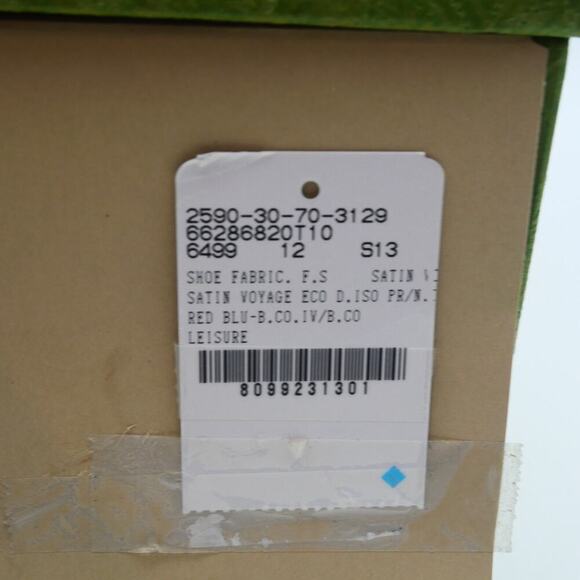 2590-30-70-3129
66286820T10
6499 12 S13
SHOE FABRIC. F.S SATIN
SATIN VOYAGE ECO D.ISO PR/N.
RED BLU-B.CO.IV/B.CO
LEISURE
8099231301